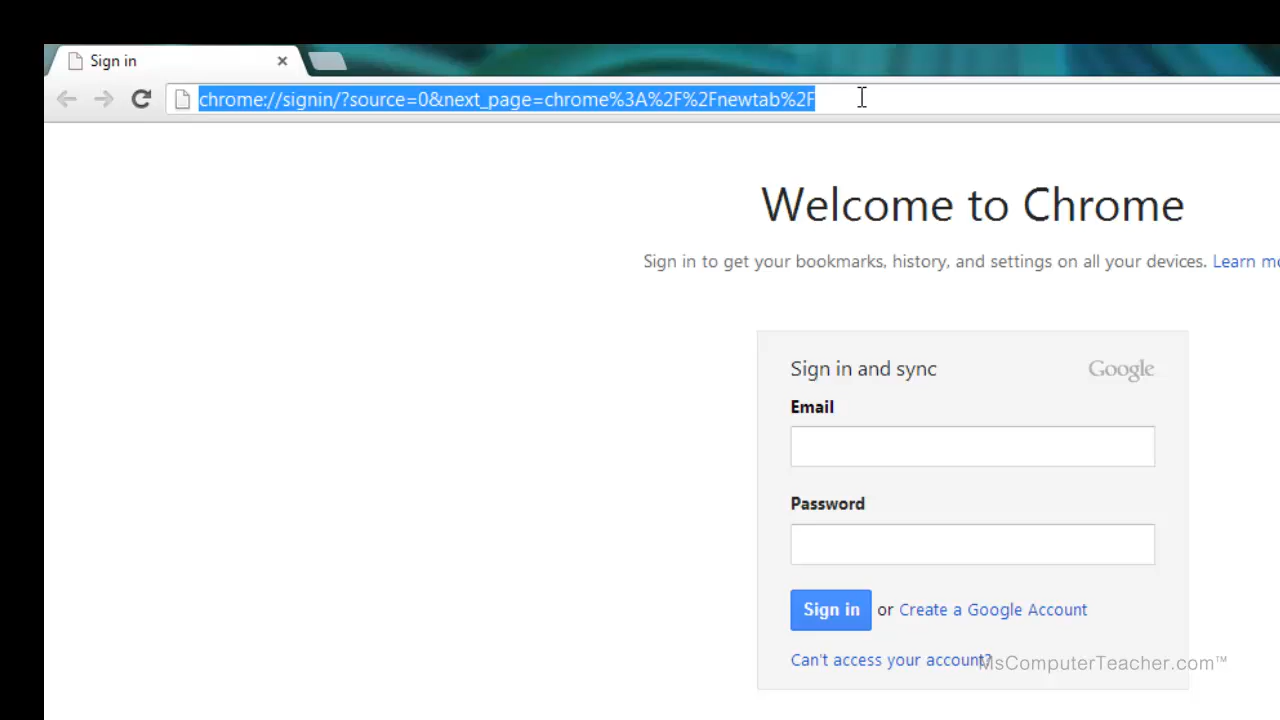 Sign in
chrome://signin/?source=0&next_page=chrome%3A%2F%2Fnewtab%2F
Welcome to Chrome
Sign in to get your bookmarks, history, and settings on all your devices. Learn
Sign in and sync
Google
Email
Password
Sign in or Create a Google Account
Can't access your account?
MsComputerTeacher.com™